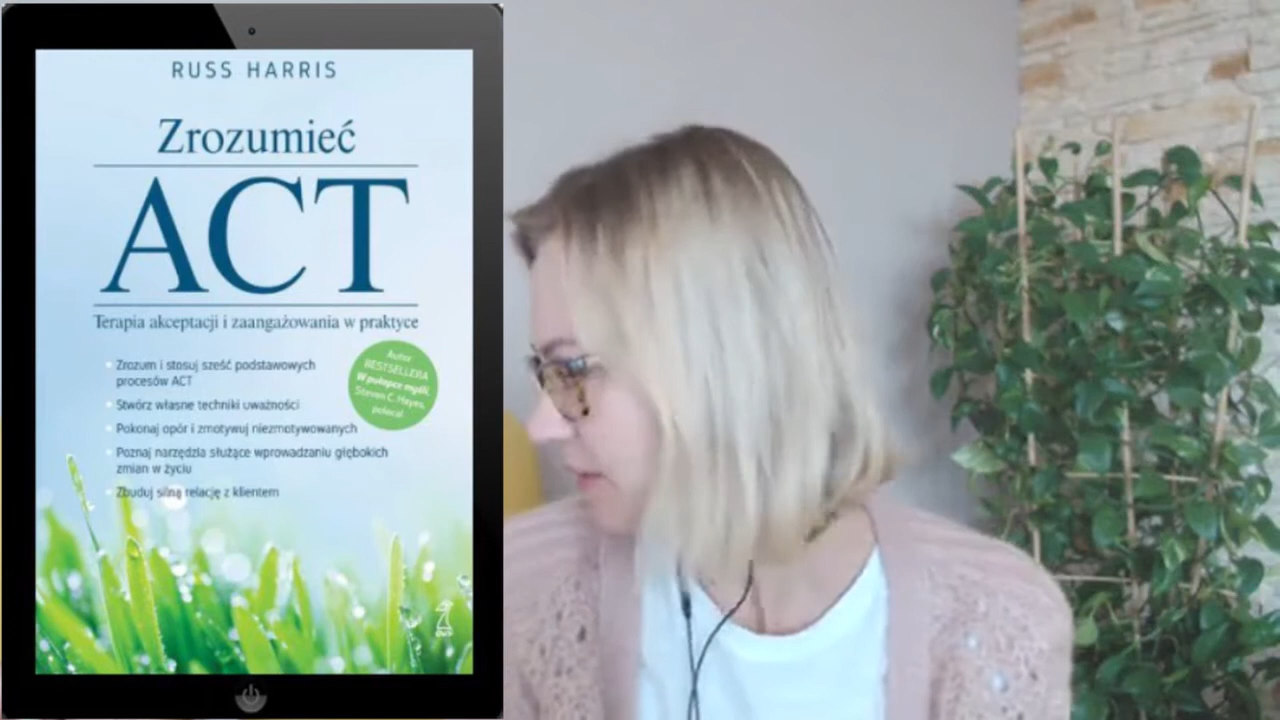 RUSS HARRIS
Zrozumieć
ACT
Terapia akceptacji i zaangażowania w praktyce
Zrozum i stosuj sześć podstawowych
procesów ACT
Stwórz własne techniki uważności
Pokonaj opór i zmotywuj niezmotywowanych
Poznaj narzędzia służące wprowadzaniu głębokich
zmian w życiu
Zbuduj silną relację z klientem
Autor
BESTSELLERA
W pułapce myśli,
Steven C. Hayes,
poleca!
GWP